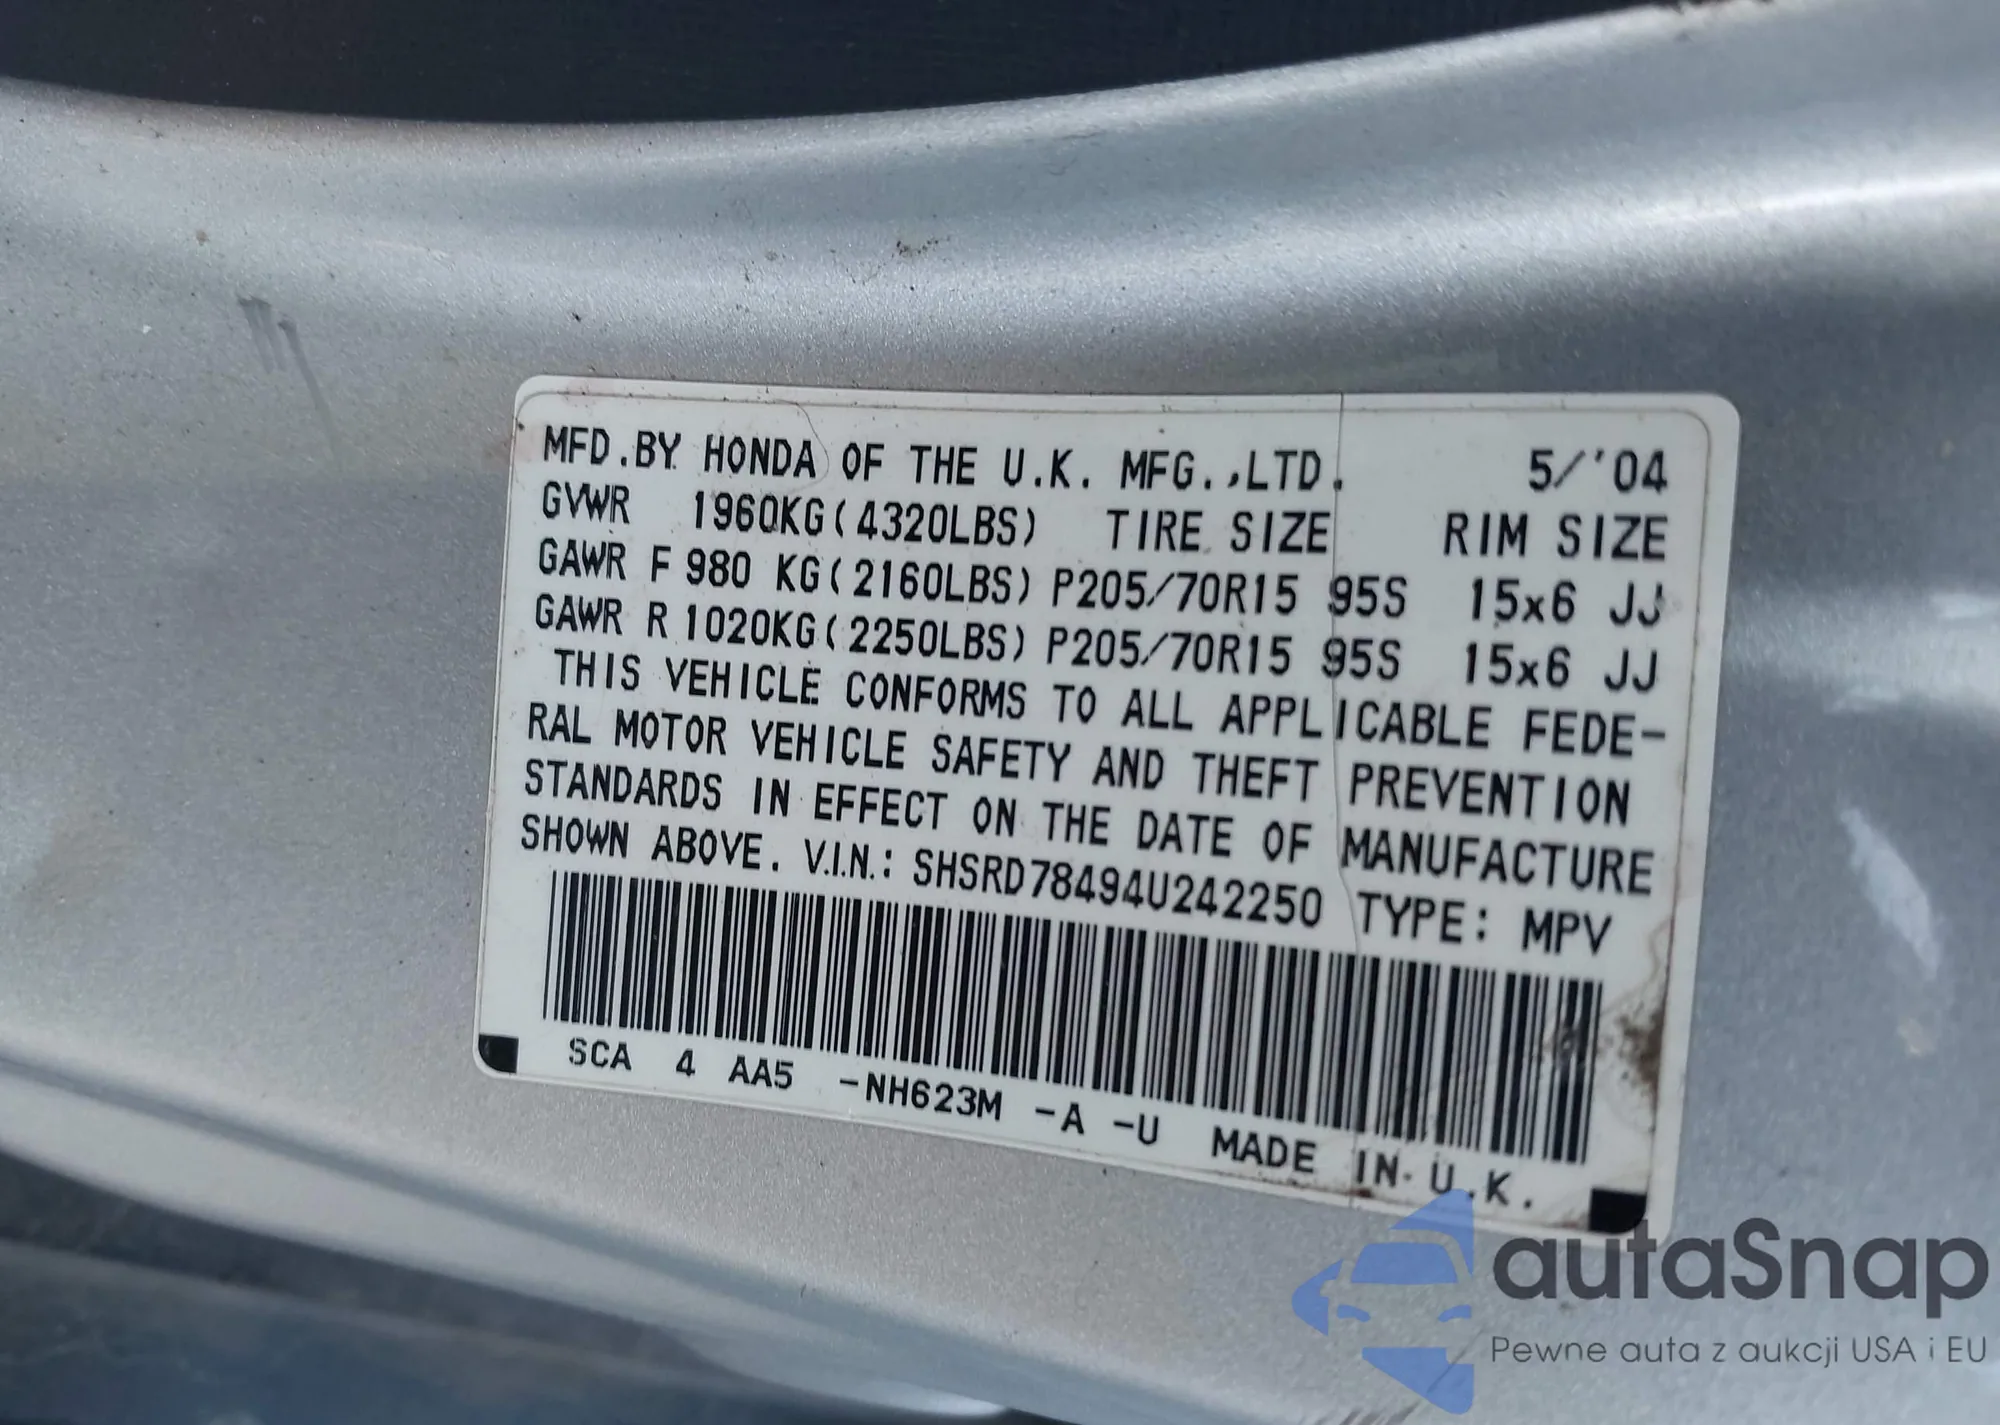 MFD.BY HONDA OF THE U.K. MFG.,LTD. 5/'04
GVWR 1960KG(4320LBS) TIRE SIZE RIM SIZE
GAWR F 980 KG(2160LBS) P205/70R15 95S 15x6 JJ
GAWR R 1020KG(2250LBS) P205/70R15 95S 15x6 JJ
THIS VEHICLE CONFORMS TO ALL APPLICABLE FEDE-
RAL MOTOR VEHICLE SAFETY AND THEFT PREVENTION
STANDARDS IN EFFECT ON THE DATE OF MANUFACTURE
SHOWN ABOVE. V.I.N.: SHSRD78494U242250 TYPE: MPV
SCA 4 AA5 -NH623M -A -U MADE IN U.K.
autaSnap
Pewne auta z aukcji USA i EU